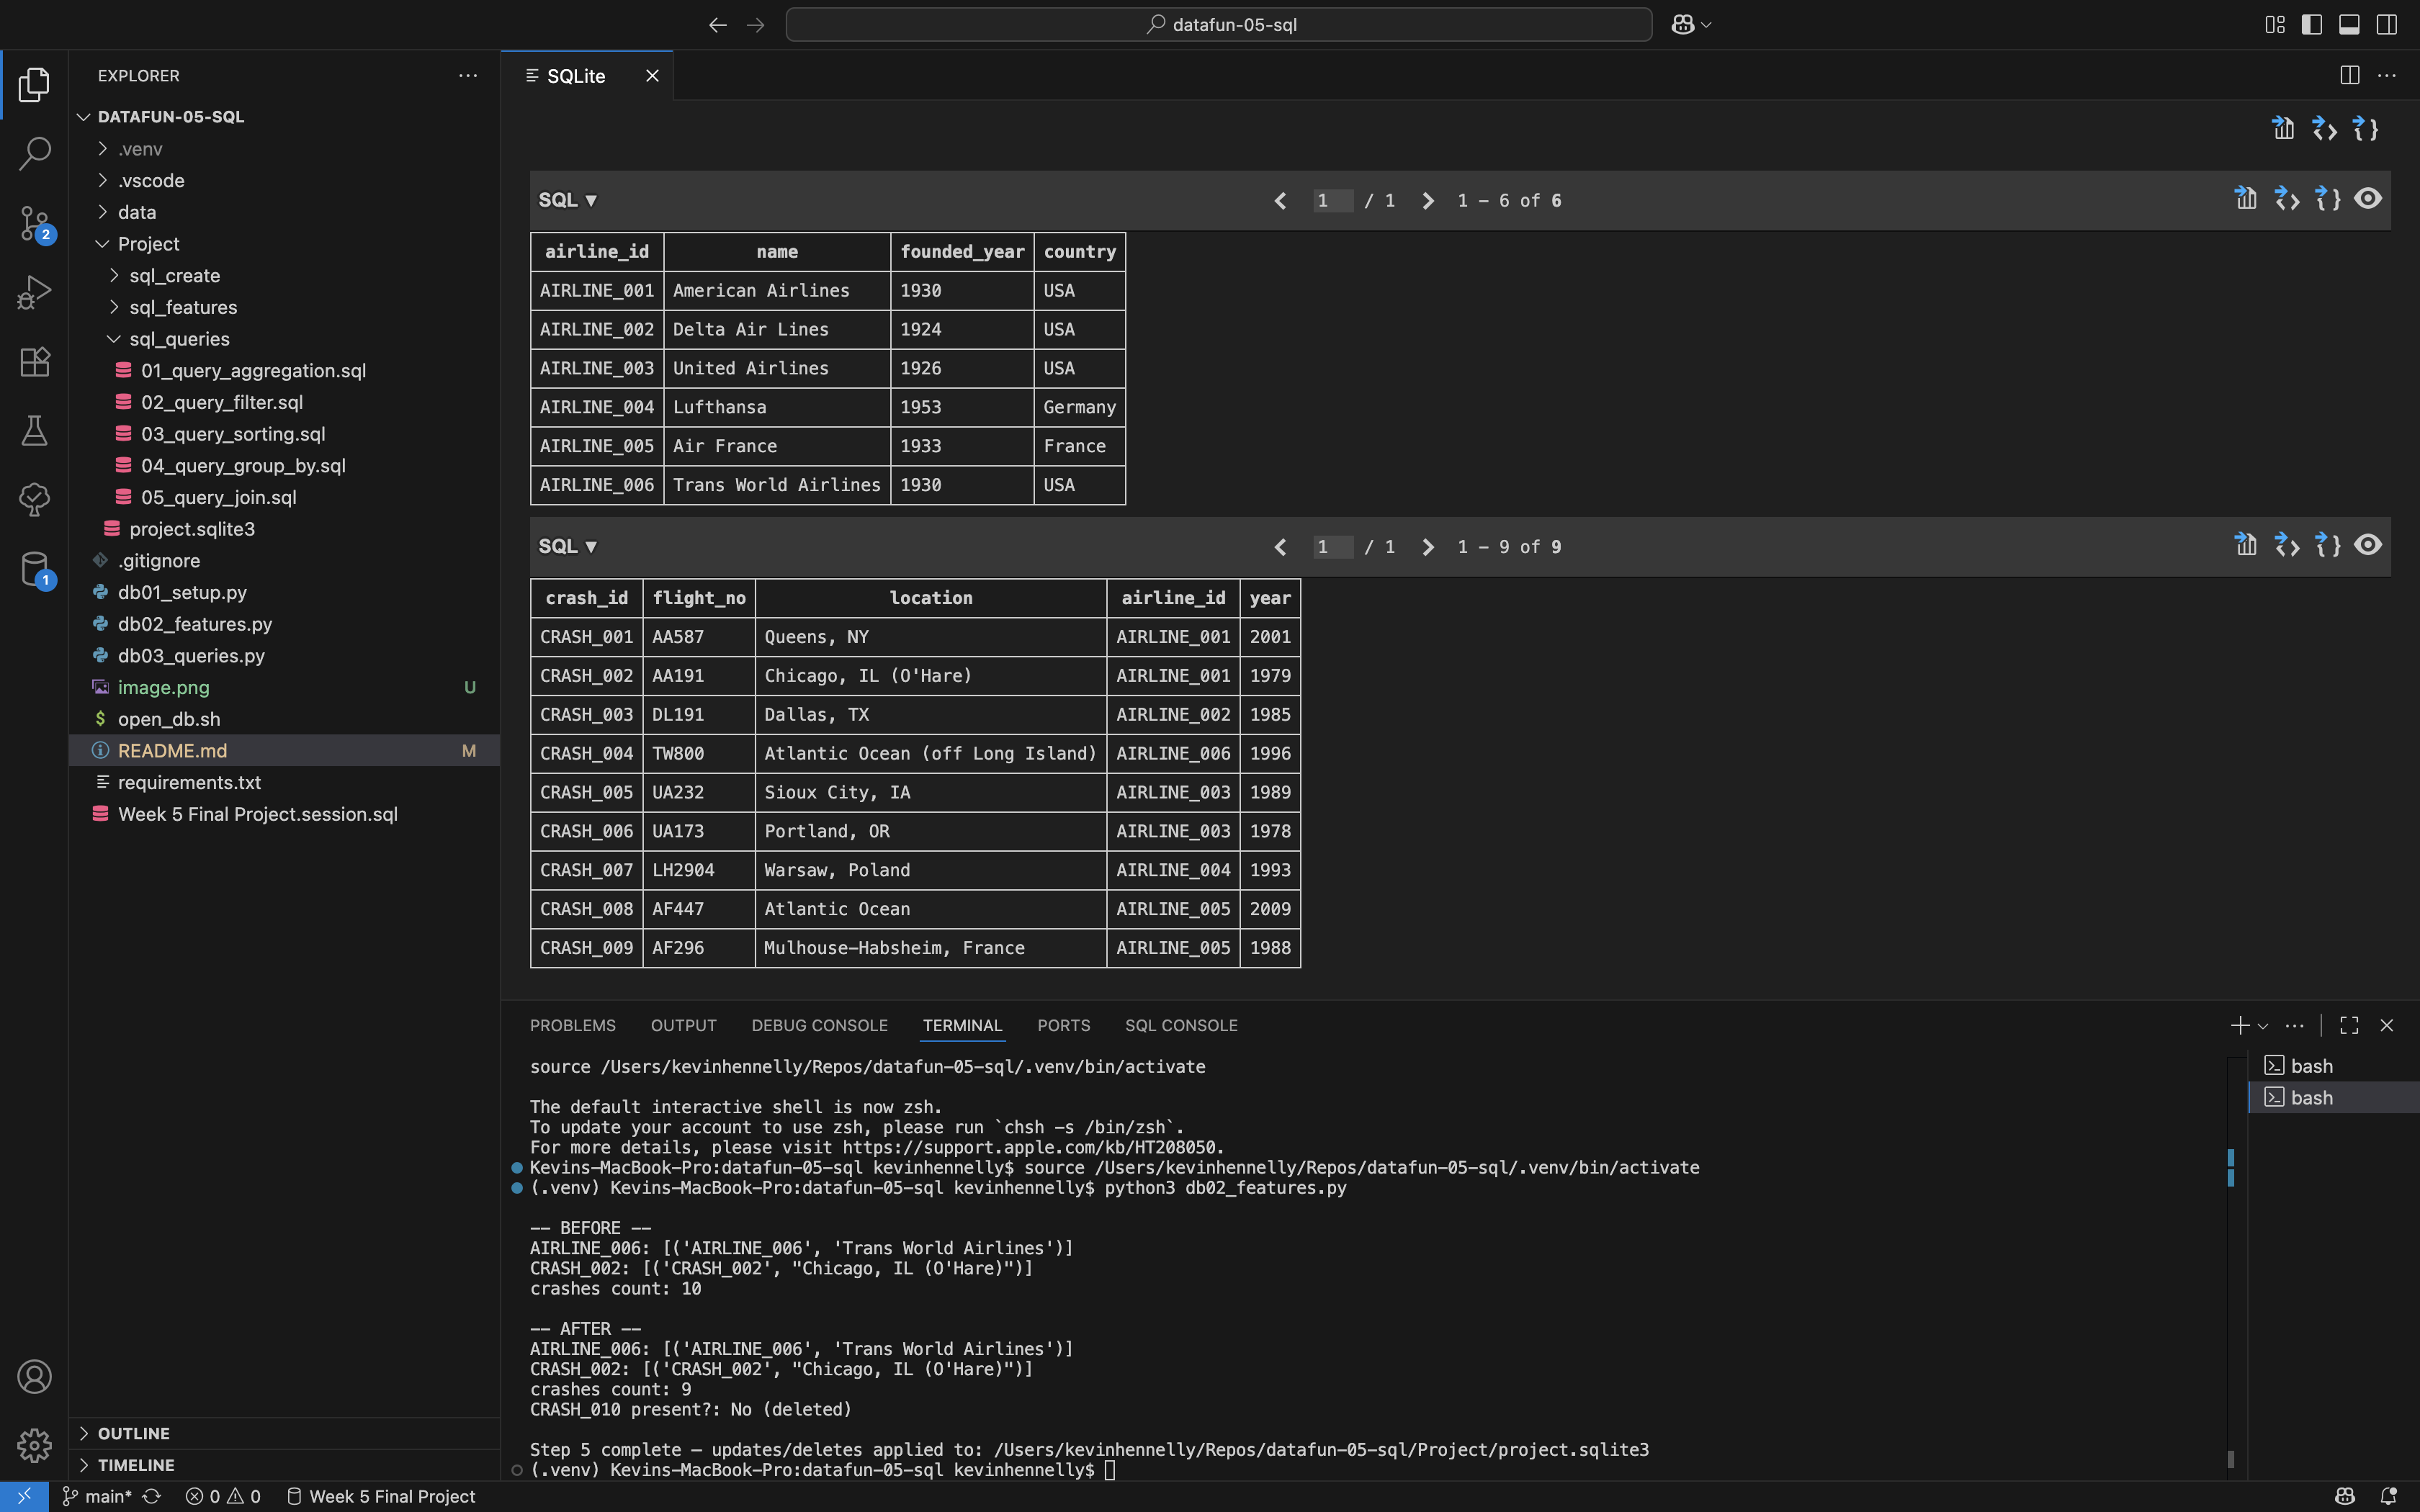 datafun-05-sql
EXPLORER
DATAFUN-05-SQL
.venv
.vscode
data
Project
sql_create
sql_features
sql_queries
01_query_aggregation.sql
02_query_filter.sql
03_query_sorting.sql
04_query_group_by.sql
05_query_join.sql
project.sqlite3
.gitignore
db01_setup.py
db02_features.py
db03_queries.py
image.png U
open_db.sh
README.md M
requirements.txt
Week 5 Final Project.session.sql
OUTLINE
TIMELINE
2
1
SQLite
SQL ▼ 1 / 1 1 – 6 of 6
airline_id name founded_year country
AIRLINE_001 American Airlines 1930 USA
AIRLINE_002 Delta Air Lines 1924 USA
AIRLINE_003 United Airlines 1926 USA
AIRLINE_004 Lufthansa 1953 Germany
AIRLINE_005 Air France 1933 France
AIRLINE_006 Trans World Airlines 1930 USA
SQL ▼ 1 / 1 1 – 9 of 9
crash_id flight_no location airline_id year
CRASH_001 AA587 Queens, NY AIRLINE_001 2001
CRASH_002 AA191 Chicago, IL (O'Hare) AIRLINE_001 1979
CRASH_003 DL191 Dallas, TX AIRLINE_002 1985
CRASH_004 TW800 Atlantic Ocean (off Long Island) AIRLINE_006 1996
CRASH_005 UA232 Sioux City, IA AIRLINE_003 1989
CRASH_006 UA173 Portland, OR AIRLINE_003 1978
CRASH_007 LH2904 Warsaw, Poland AIRLINE_004 1993
CRASH_008 AF447 Atlantic Ocean AIRLINE_005 2009
CRASH_009 AF296 Mulhouse–Habsheim, France AIRLINE_005 1988
PROBLEMS OUTPUT DEBUG CONSOLE TERMINAL PORTS SQL CONSOLE
source /Users/kevinhennelly/Repos/datafun-05-sql/.venv/bin/activate
The default interactive shell is now zsh.
To update your account to use zsh, please run `chsh -s /bin/zsh`.
For more details, please visit https://support.apple.com/kb/HT208050.
Kevins-MacBook-Pro:datafun-05-sql kevinhennelly$ source /Users/kevinhennelly/Repos/datafun-05-sql/.venv/bin/activate
(.venv) Kevins-MacBook-Pro:datafun-05-sql kevinhennelly$ python3 db02_features.py
–– BEFORE ––
AIRLINE_006: [('AIRLINE_006', 'Trans World Airlines')]
CRASH_002: [('CRASH_002', "Chicago, IL (O'Hare)")]
crashes count: 10
–– AFTER ––
AIRLINE_006: [('AIRLINE_006', 'Trans World Airlines')]
CRASH_002: [('CRASH_002', "Chicago, IL (O'Hare)")]
crashes count: 9
CRASH_010 present?: No (deleted)
Step 5 complete — updates/deletes applied to: /Users/kevinhennelly/Repos/datafun-05-sql/Project/project.sqlite3
(.venv) Kevins-MacBook-Pro:datafun-05-sql kevinhennelly$
bash
bash
main* 0 0 Week 5 Final Project